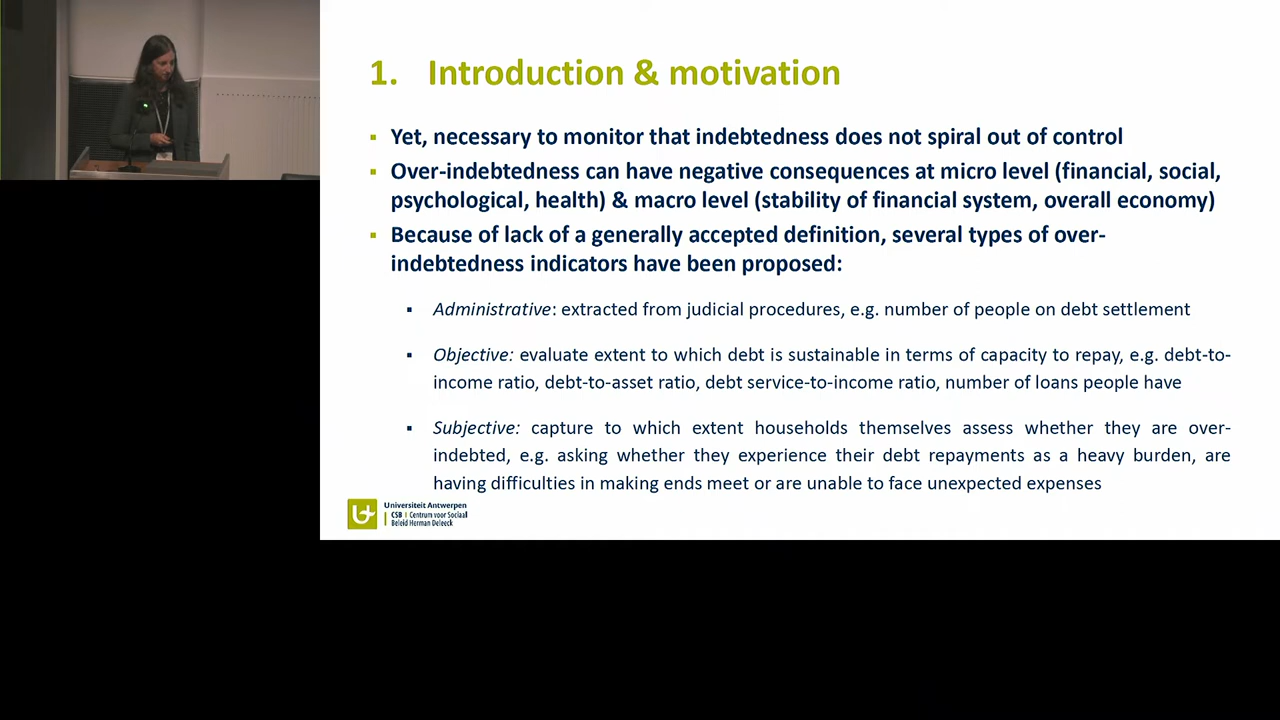 1. Introduction & motivation
▪ Yet, necessary to monitor that indebtedness does not spiral out of control
▪ Over-indebtedness can have negative consequences at micro level (financial, social,
psychological, health) & macro level (stability of financial system, overall economy)
▪ Because of lack of a generally accepted definition, several types of over-
indebtedness indicators have been proposed:
▪ Administrative: extracted from judicial procedures, e.g. number of people on debt settlement
▪ Objective: evaluate extent to which debt is sustainable in terms of capacity to repay, e.g. debt-to-
income ratio, debt-to-asset ratio, debt service-to-income ratio, number of loans people have
▪ Subjective: capture to which extent households themselves assess whether they are over-
indebted, e.g. asking whether they experience their debt repayments as a heavy burden, are
having difficulties in making ends meet or are unable to face unexpected expenses
Universiteit Antwerpen
CSB | Centrum voor Sociaal
Beleid Herman Deleeck